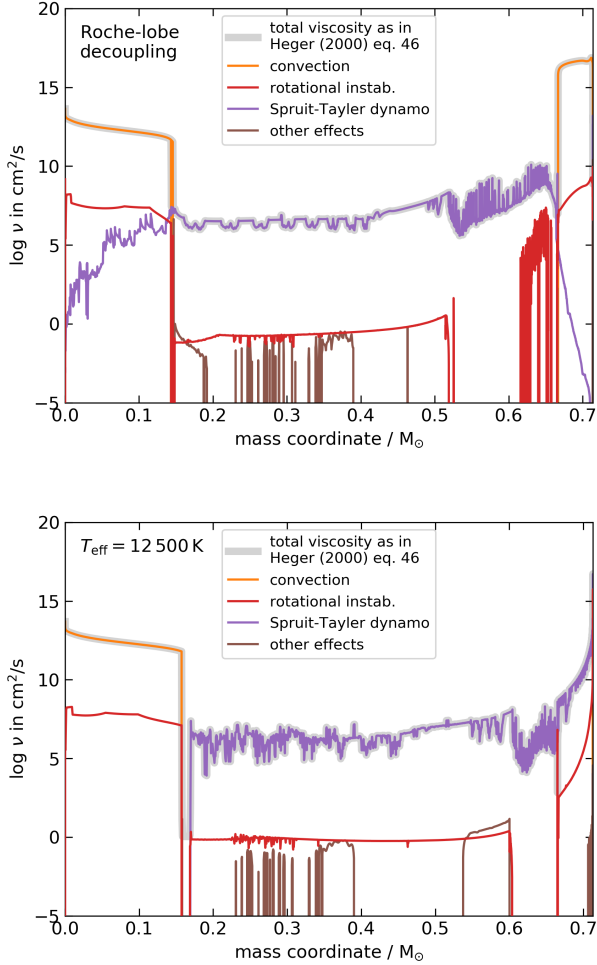 20
15
10
5
0
−5
log ν in cm²/s
Roche-lobe
decoupling
total viscosity as in
Heger (2000) eq. 46
convection
rotational instab.
Spruit-Tayler dynamo
other effects
0.0 0.1 0.2 0.3 0.4 0.5 0.6 0.7
mass coordinate / M⊙
20
15
10
5
0
−5
log ν in cm²/s
T_eff = 12 500 K
total viscosity as in
Heger (2000) eq. 46
convection
rotational instab.
Spruit-Tayler dynamo
other effects
0.0 0.1 0.2 0.3 0.4 0.5 0.6 0.7
mass coordinate / M⊙